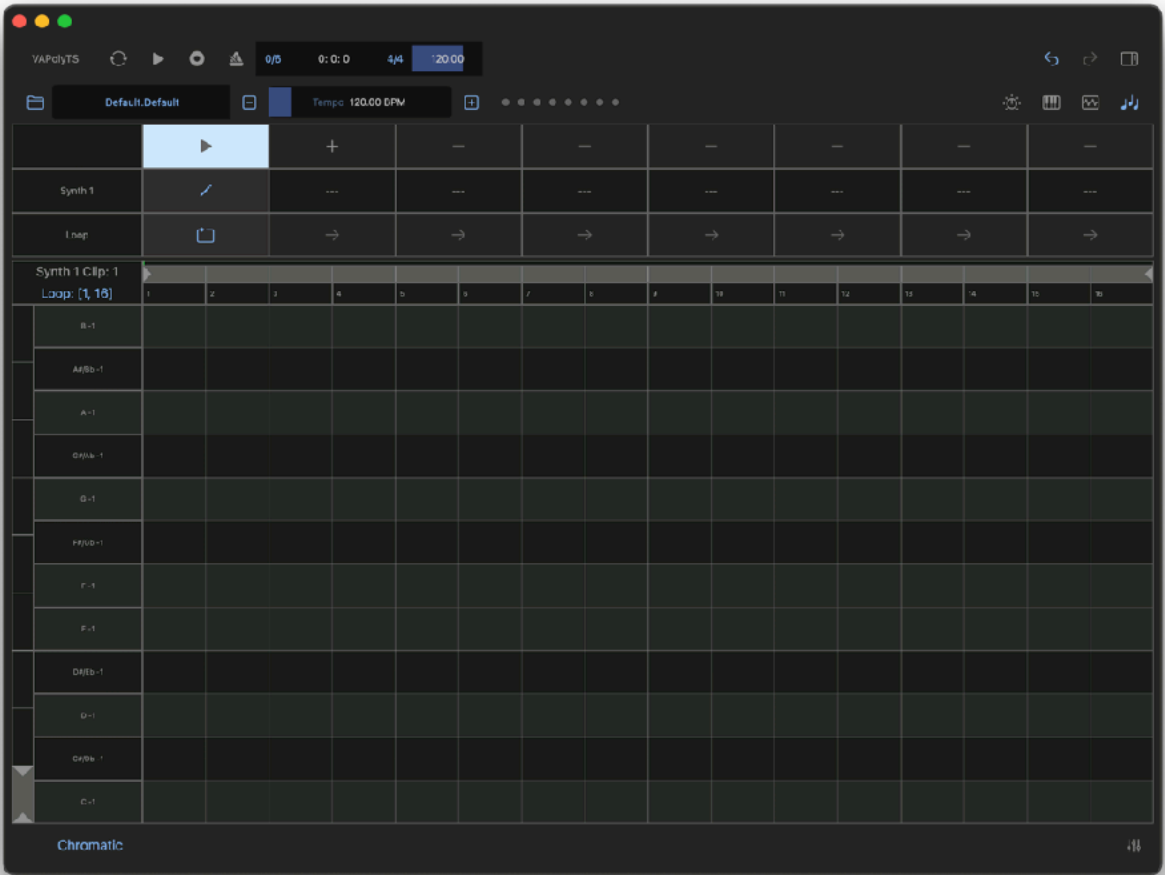 YAPolyTS 0/5 0: 0: 0 4/4 120.00
Default.Default Tempo 120.00 BPM
Synth 1
Loop
Synth 1 Clip: 1
Loop: [1, 16]
1 2 3 4 5 6 7 8 9 10 11 12 13 14 15 16
B -1
A#/Bb -1
A -1
G#/Ab -1
G -1
F#/Gb -1
F -1
E -1
D#/Eb -1
D -1
C#/Db -1
C -1
Chromatic